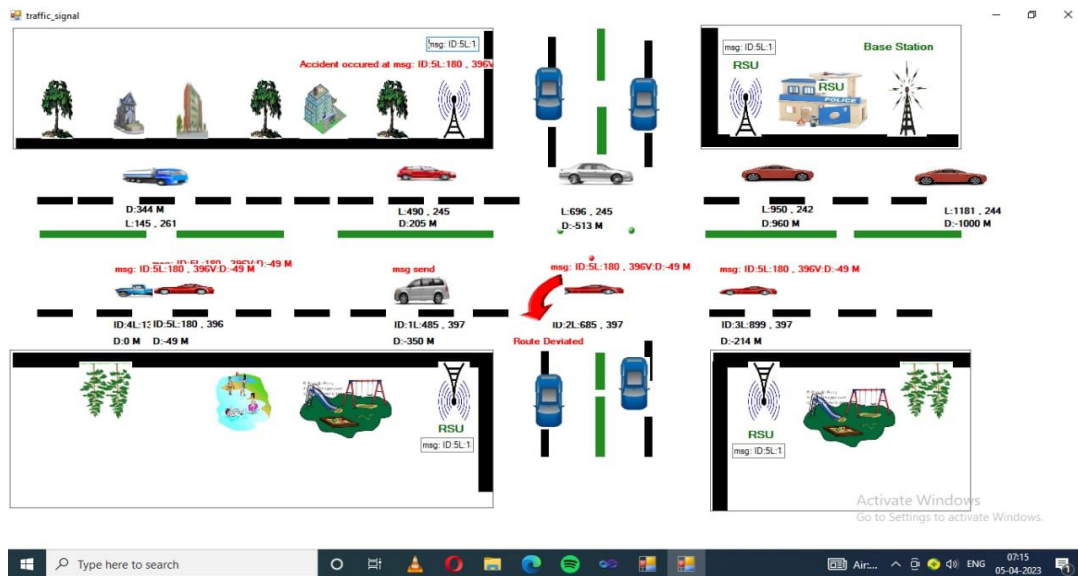 traffic_signal
msg: ID:5L:1
Accident occured at msg: ID:5L:180 , 396V
msg: ID:5L:1
Base Station
RSU
RSU
POLICE
D:344 M
L:145 , 261
L:490 , 245
D:205 M
L:696 , 245
D:-513 M
L:950 , 242
D:960 M
L:1181 , 244
D:-1000 M
msg: ID:5L:180 , 396V:D:-49 M
msg send
msg: ID:5L:180 , 396V:D:-49 M
msg: ID:5L:180 , 396V:D:-49 M
ID:4L:13
ID:5L:180 , 396
D:0 M
D:-49 M
ID:1L:485 , 397
D:-350 M
ID:2L:685 , 397
Route Deviated
ID:3L:899 , 397
D:-214 M
RSU
msg: ID:5L:1
RSU
msg: ID:5L:1
Activate Windows
Go to Settings to activate Windows.
Type here to search
Air:...
ENG
07:15
05-04-2023